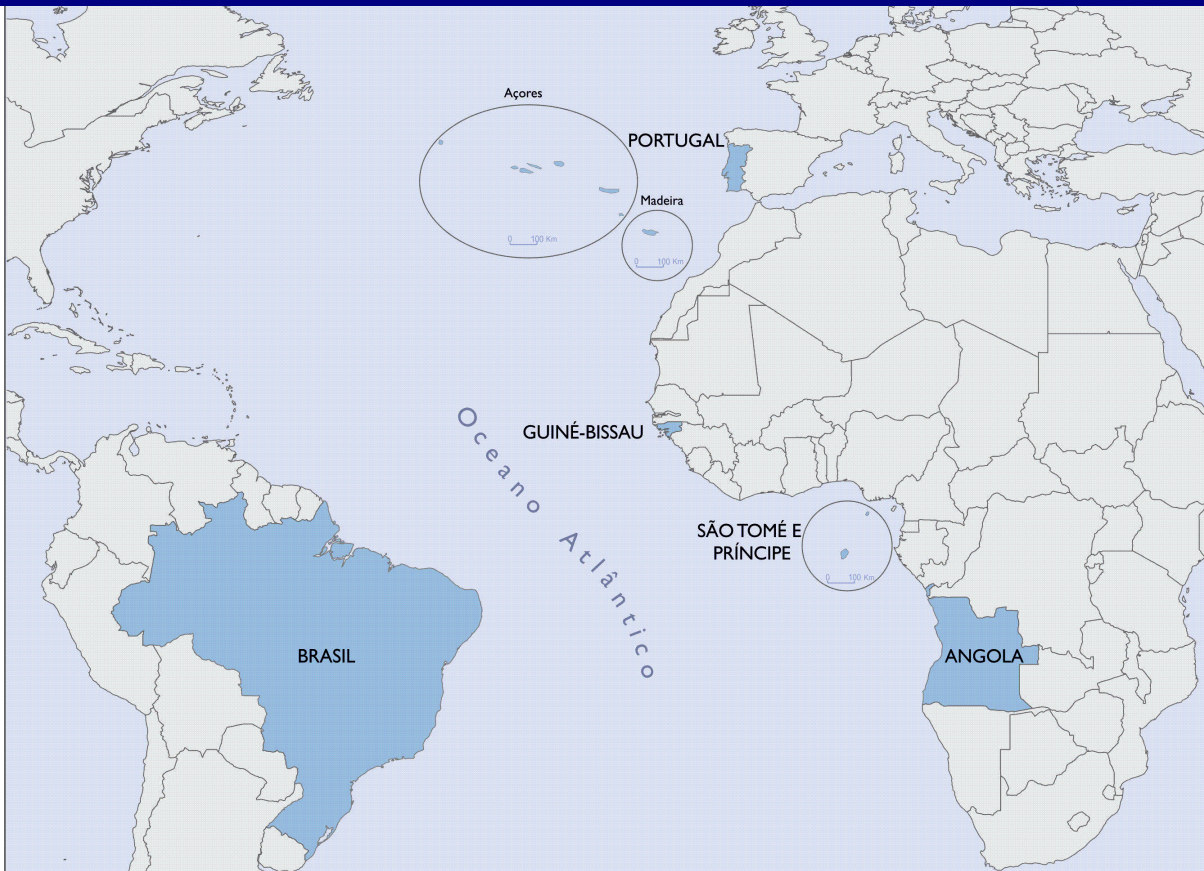 Açores
PORTUGAL
0 100 Km
Madeira
0 100 Km
Oceano Atlântico
GUINÉ-BISSAU
SÃO TOMÉ E
PRÍNCIPE
0 100 Km
BRASIL
ANGOLA